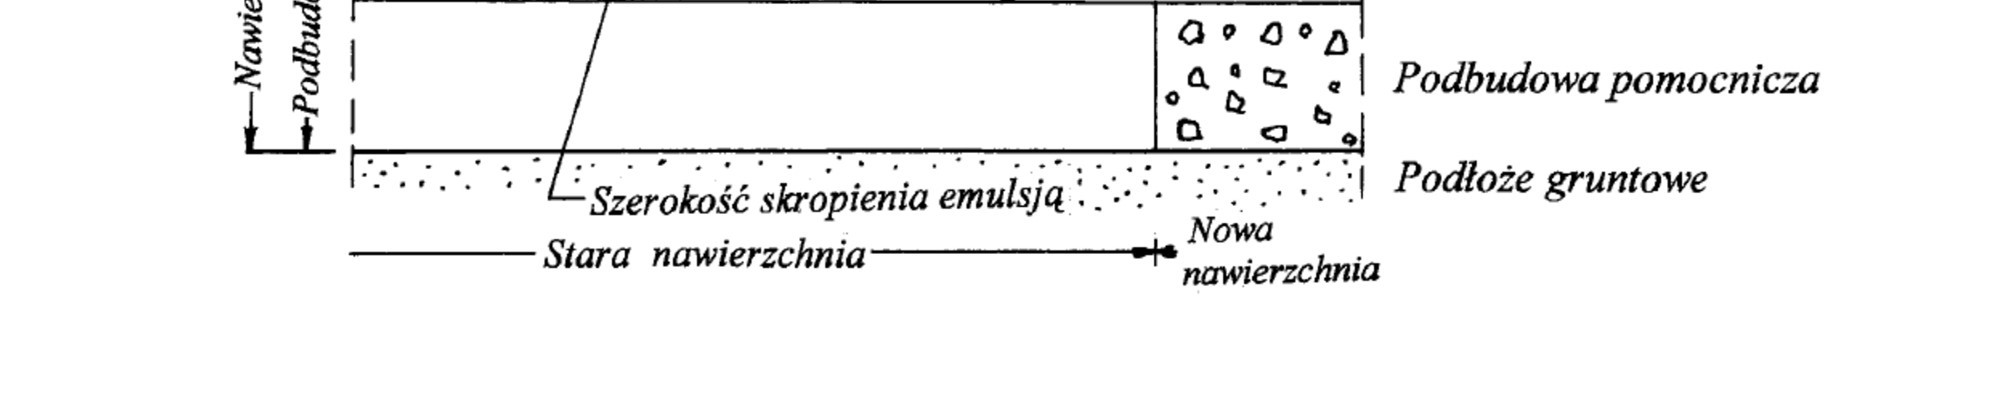 Podbudowa pomocnicza
Podłoże gruntowe
Szerokość skropienia emulsją
Stara nawierzchnia
Nowa
nawierzchnia